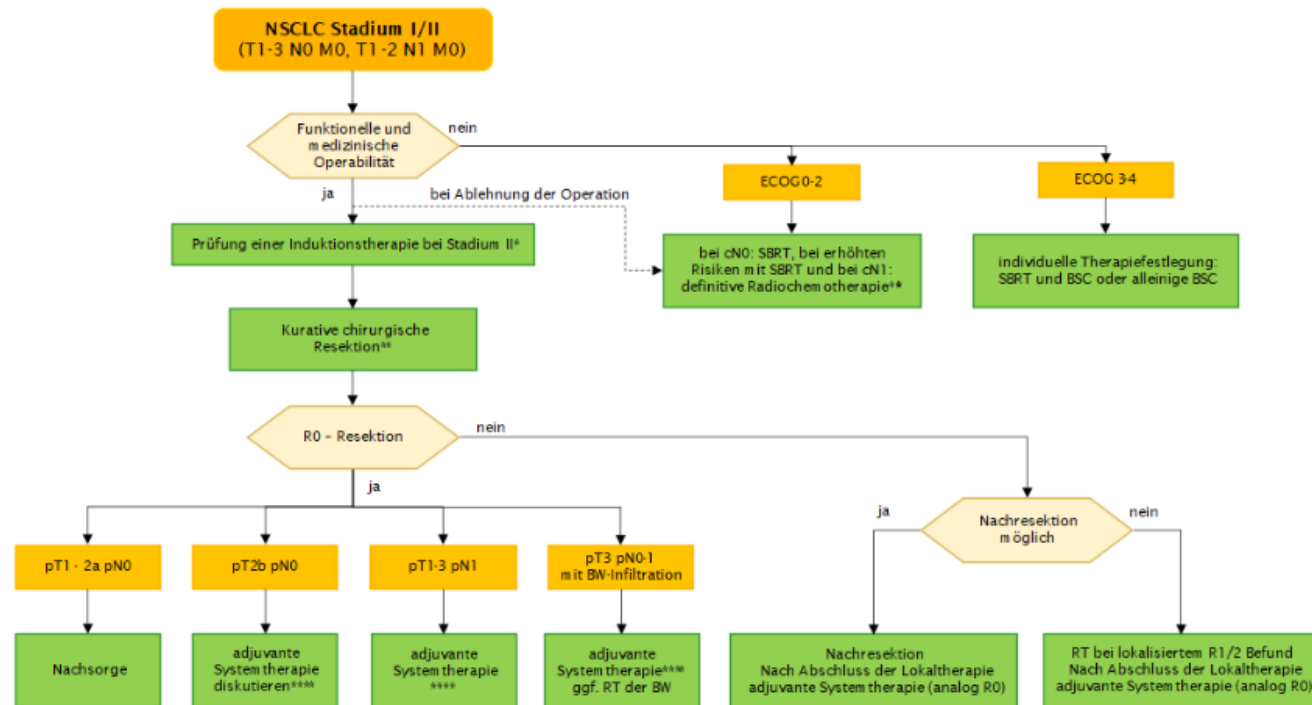 NSCLC Stadium I/II
(T1-3 N0 M0, T1-2 N1 M0)
Funktionelle und
medizinische
Operabilität
nein
ECOG 0-2
ECOG 3-4
ja
bei Ablehnung der Operation
Prüfung einer Induktionstherapie bei Stadium II*
bei cN0: SBRT, bei erhöhten
Risiken mit SBRT und bei cN1:
definitive Radiochemotherapie**
individuelle Therapiefestlegung:
SBRT und BSC oder alleinige BSC
Kurative chirurgische
Resektion**
R0 – Resektion
nein
ja
Nachresektion
möglich
ja
nein
pT1 - 2a pN0
pT2b pN0
pT1-3 pN1
pT3 pN0-1
mit BW-Infiltration
Nachsorge
adjuvante
Systemtherapie
diskutieren****
adjuvante
Systemtherapie
****
adjuvante
Systemtherapie****
ggf. RT der BW
Nachresektion
Nach Abschluss der Lokaltherapie
adjuvante Systemtherapie (analog R0)
RT bei lokalisiertem R1/2 Befund
Nach Abschluss der Lokaltherapie
adjuvante Systemtherapie (analog R0)